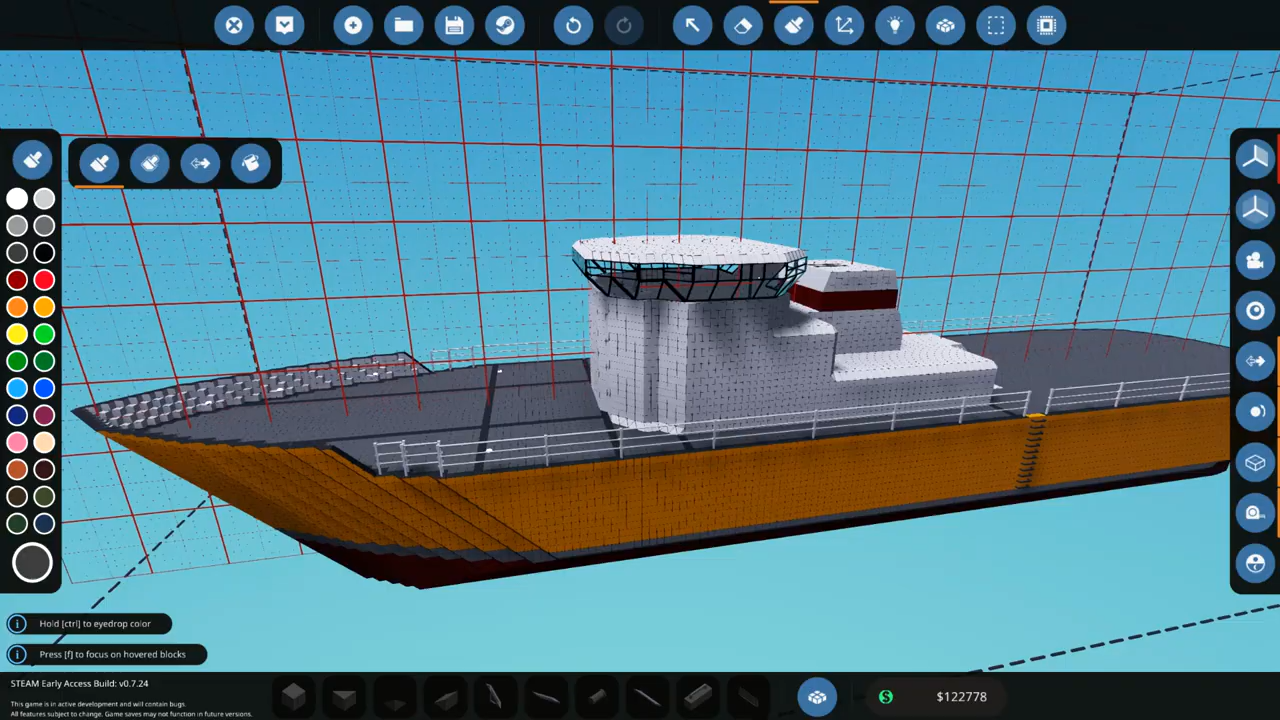 Hold [ctrl] to eyedrop color
Press [f] to focus on hovered blocks
STEAM Early Access Build: v0.7.24
This game is in active development and will contain bugs.
All features subject to change. Game saves may not function in future versions.
$122778